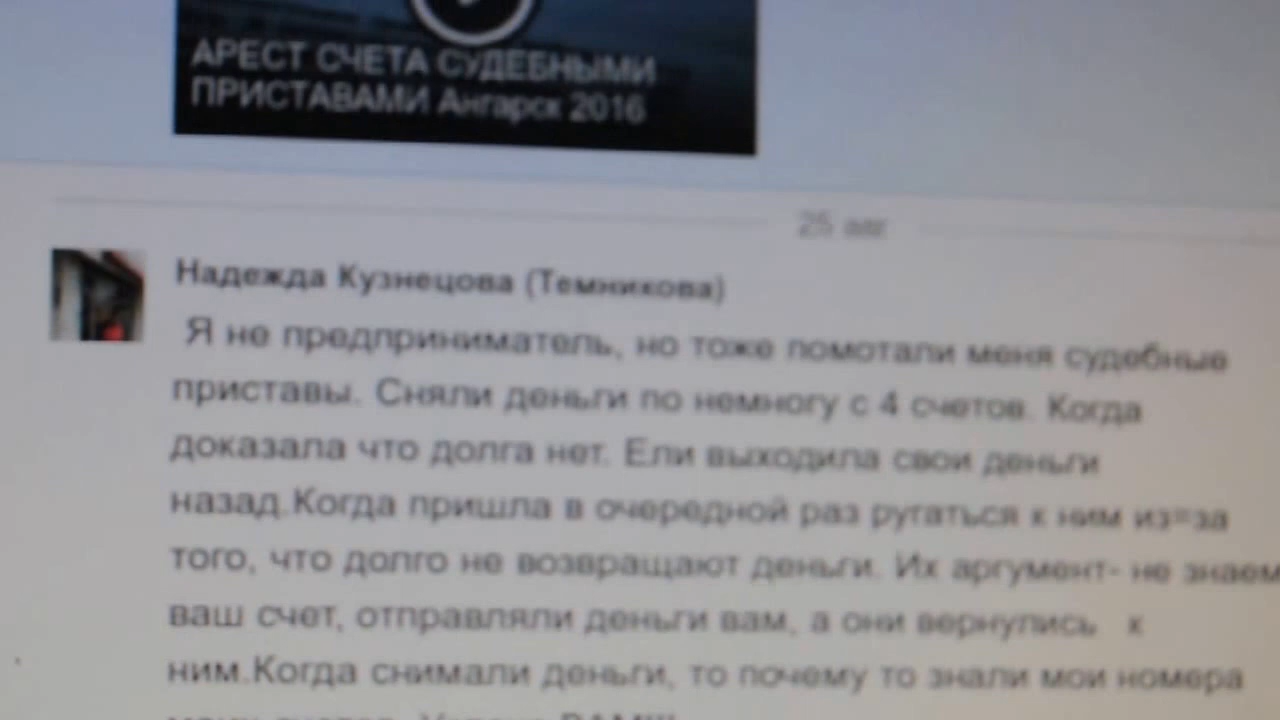 АРЕСТ СЧЕТА СУДЕБНЫМИ
ПРИСТАВАМИ Ангарск 2016
25 авг
Надежда Кузнецова (Темникова)
Я не предприниматель, но тоже помотали меня судебные
приставы. Сняли деньги по немногу с 4 счетов. Когда
доказала что долга нет. Ели выходила свои деньги
назад.Когда пришла в очередной раз ругаться к ним из=за
того, что долго не возвращают деньги. Их аргумент- не знаем
ваш счет, отправляли деньги вам, а они вернулись к
ним.Когда снимали деньги, то почему то знали мои номера